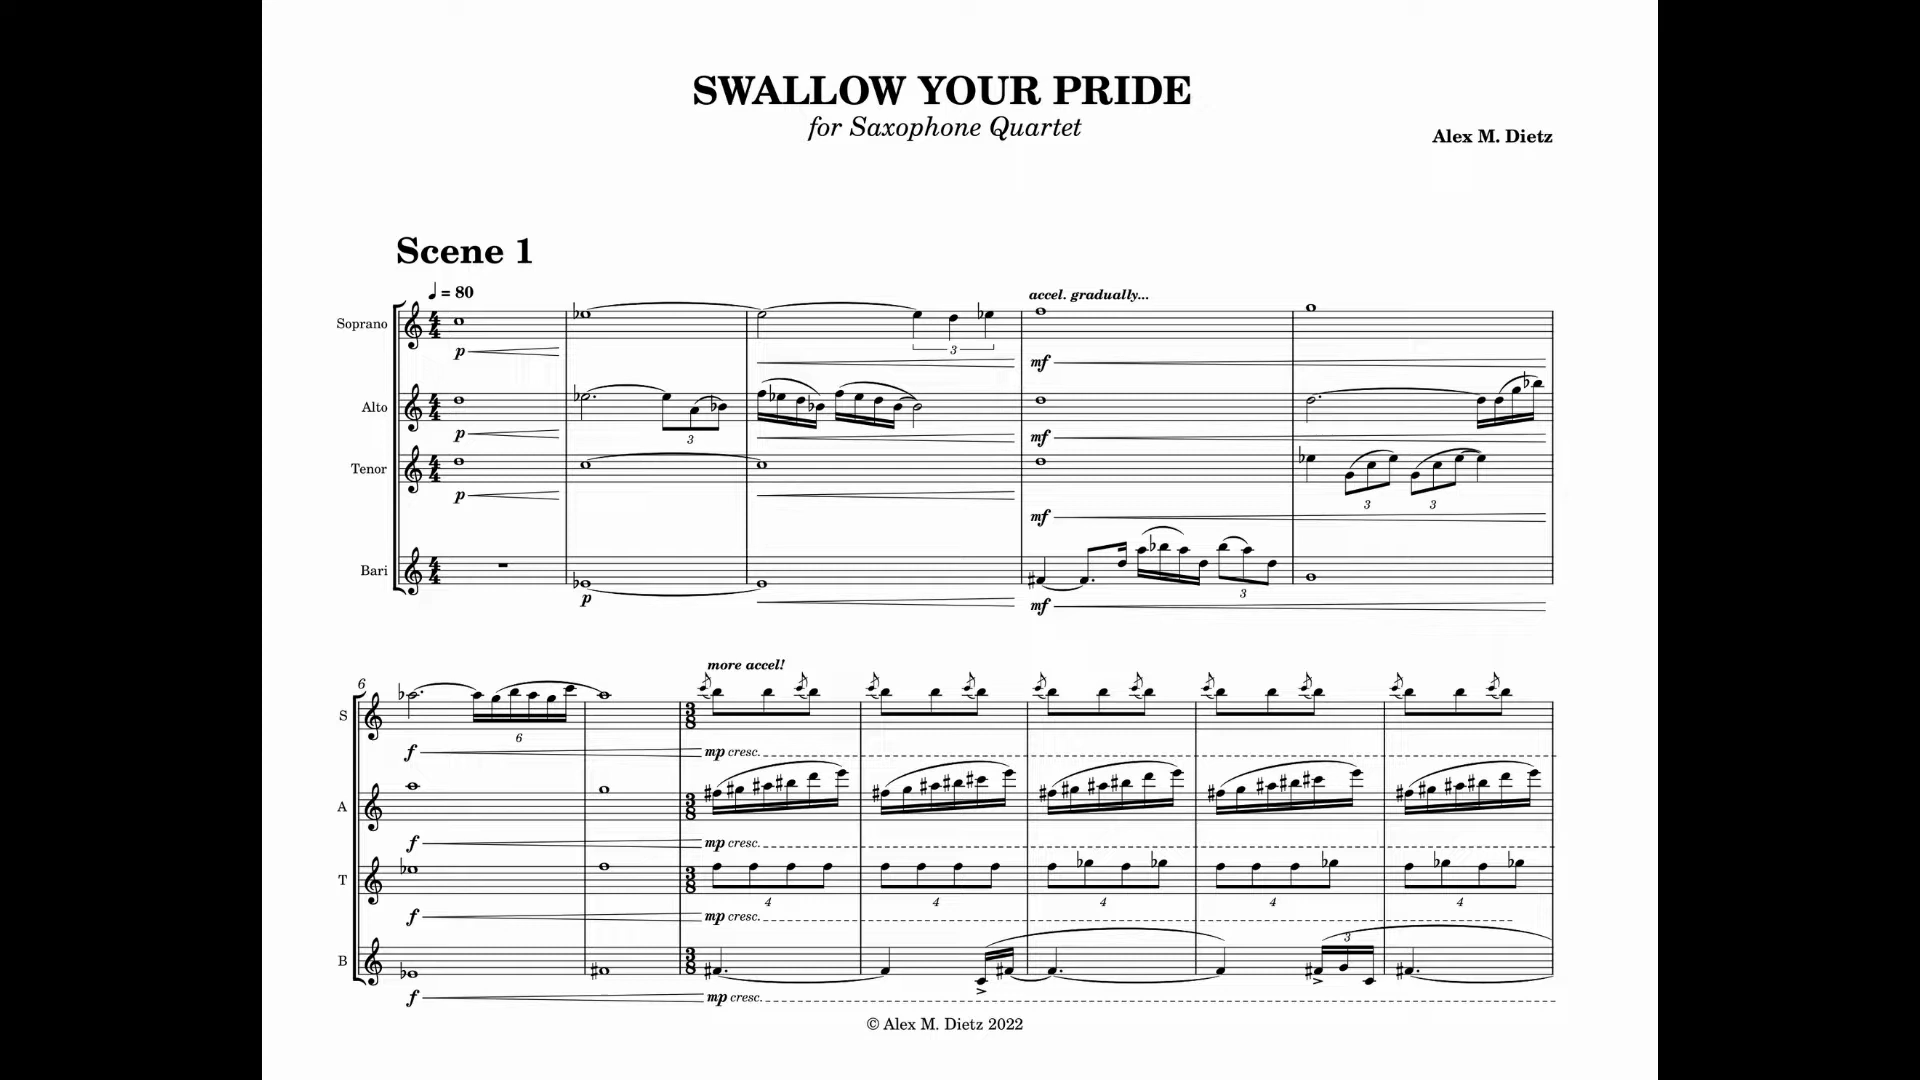 SWALLOW YOUR PRIDE
for Saxophone Quartet
Alex M. Dietz
Scene 1
♩ = 80
accel. gradually...
Soprano
p
3
mf
Alto
p
3
mf
Tenor
p
mf
3
3
Bari
p
mf
3
6
more accel!
S
6
f
mp cresc.
A
f
mp cresc.
T
4
4
4
4
4
f
mp cresc.
B
3
f
mp cresc.
© Alex M. Dietz 2022